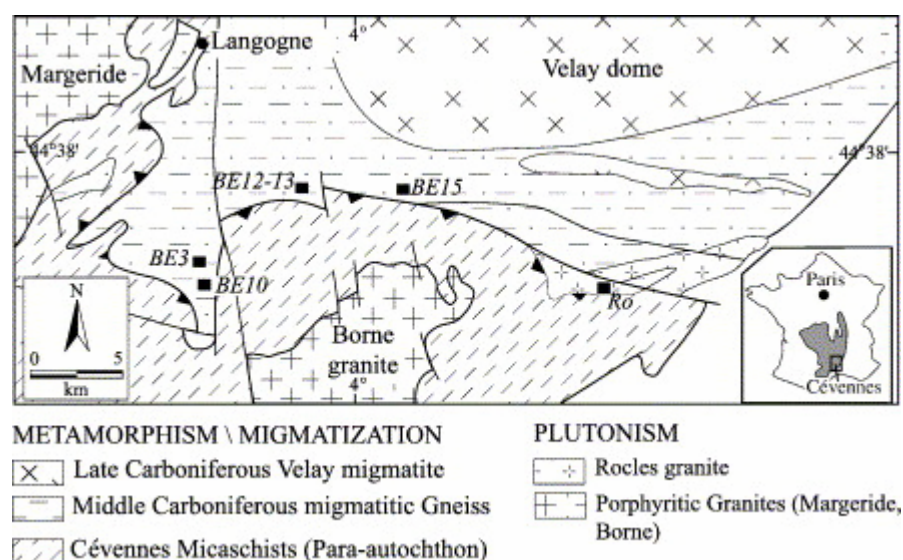 Langogne
4°
Margeride
Velay dome
44°38'
44°38'
BE12-13
BE15
BE3
BE10
Ro
N
0 5
km
Borne
granite
4°
Paris
Cévennes
METAMORPHISM \ MIGMATIZATION
Late Carboniferous Velay migmatite
Middle Carboniferous migmatitic Gneiss
Cévennes Micaschists (Para-autochthon)
PLUTONISM
Rocles granite
Porphyritic Granites (Margeride,
Borne)